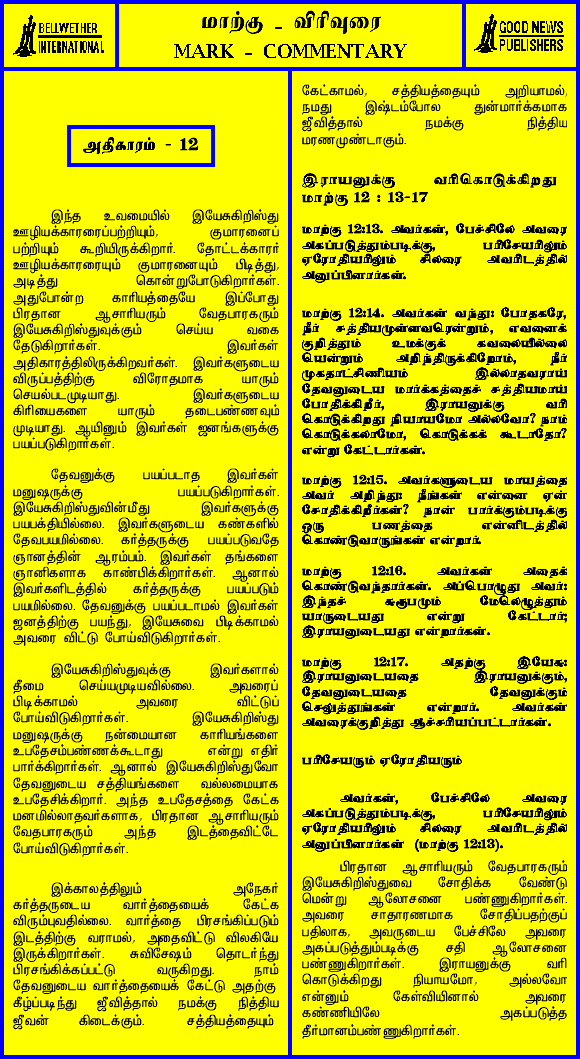 BELLWETHER
INTERNATIONAL
மாற்கு - விரிவுரை
MARK - COMMENTARY
GOOD NEWS
PUBLISHERS
அதிகாரம் - 12
இந்த உவமையில் இயேசுகிறிஸ்து
ஊழியக்காரரைப்பற்றியும், குமாரனைப்
பற்றியும் கூறியிருக்கிறார். தோட்டக்காரர்
ஊழியக்காரரையும் குமாரனையும் பிடித்து,
அடித்து கொன்றுபோடுகிறார்கள்.
அதுபோன்ற காரியத்தையே இப்போது
பிரதான ஆசாரியரும் வேதபாரகரும்
இயேசுகிறிஸ்துவுக்கும் செய்ய வகை
தேடுகிறார்கள். இவர்கள்
அதிகாரத்திலிருக்கிறவர்கள். இவர்களுடைய
விருப்பத்திற்கு விரோதமாக யாரும்
செயல்படமுடியாது. இவர்களுடைய
கிரியைகளை யாரும் தடைபண்ணவும்
முடியாது. ஆயினும் இவர்கள் ஜனங்களுக்கு
பயப்படுகிறார்கள்.
தேவனுக்கு பயப்படாத இவர்கள்
மனுஷருக்கு பயப்படுகிறார்கள்.
இயேசுகிறிஸ்துவின்மீது இவர்களுக்கு
பயபக்தியில்லை. இவர்களுடைய கண்களில்
தேவபயமில்லை. கர்த்தருக்கு பயப்படுவதே
ஞானத்தின் ஆரம்பம். இவர்கள் தங்களை
ஞானிகளாக காண்பிக்கிறார்கள். ஆனால்
இவர்களிடத்தில் கர்த்தருக்கு பயப்படும்
பயமில்லை. தேவனுக்கு பயப்படாமல் இவர்கள்
ஜனத்திற்கு பயந்து, இயேசுவை பிடிக்காமல்
அவரை விட்டு போய்விடுகிறார்கள்.
இயேசுகிறிஸ்துவுக்கு இவர்களால்
தீமை செய்யமுடியவில்லை. அவரைப்
பிடிக்காமல் அவரை விட்டுப்
போய்விடுகிறார்கள். இயேசுகிறிஸ்து
மனுஷருக்கு நன்மையான காரியங்களை
உபதேசம்பண்ணக்கூடாது என்று எதிர்
பார்க்கிறார்கள். ஆனால் இயேசுகிறிஸ்துவோ
தேவனுடைய சத்தியங்களை வல்லமையாக
உபதேசிக்கிறார். அந்த உபதேசத்தை கேட்க
மனமில்லாதவர்களாக, பிரதான ஆசாரியரும்
வேதபாரகரும் அந்த இடத்தைவிட்டே
போய்விடுகிறார்கள்.
இக்காலத்திலும் அநேகர்
கர்த்தருடைய வார்த்தையைக் கேட்க
விரும்புவதில்லை. வார்த்தை பிரசங்கிப்படும்
இடத்திற்கு வராமல், அதைவிட்டு விலகியே
இருக்கிறார்கள். சுவிசேஷம் தொடர்ந்து
பிரசங்கிக்கப்பட்டு வருகிறது. நாம்
தேவனுடைய வார்த்தையைக் கேட்டு அதற்கு
கீழ்ப்படிந்து ஜீவித்தால் நமக்கு நித்திய
ஜீவன் கிடைக்கும். சத்தியத்தையும்
கேட்காமல், சத்தியத்தையும் அறியாமல்,
நமது இஷ்டம்போல துன்மார்க்கமாக
ஜீவித்தால் நமக்கு நித்திய
மரணமுண்டாகும்.
இராயனுக்கு வரிகொடுக்கிறது
மாற்கு 12 : 13-17
மாற்கு 12:13. அவர்கள், பேச்சிலே அவரை
அகப்படுத்தும்படிக்கு, பரிசேயரிலும்
ஏரோதியரிலும் சிலரை அவரிடத்தில்
அனுப்பினார்கள்.
மாற்கு 12:14. அவர்கள் வந்து: போதகரே,
நீர் சத்தியமுள்ளவரென்றும், எவனைக்
குறித்தும் உமக்குக் கவலையில்லை
யென்றும் அறிந்திருக்கிறோம், நீர்
முகதாட்சிணியம் இல்லாதவராய்
தேவனுடைய மார்க்கத்தைச் சத்தியமாய்
போதிக்கிறீர், இராயனுக்கு வரி
கொடுக்கிறது நியாயமோ அல்லவோ? நாம்
கொடுக்கலாமோ, கொடுக்கக் கூடாதோ?
என்று கேட்டார்கள்.
மாற்கு 12:15. அவர்களுடைய மாயத்தை
அவர் அறிந்து: நீங்கள் என்னை ஏன்
சோதிக்கிறீர்கள்? நான் பார்க்கும்படிக்கு
ஒரு பணத்தை என்னிடத்தில்
கொண்டுவாருங்கள் என்றார்.
மாற்கு 12:16. அவர்கள் அதைக்
கொண்டுவந்தார்கள். அப்பொழுது அவர்:
இந்தச் சுரூபமும் மேலெழுத்தும்
யாருடையது என்று கேட்டார்;
இராயனுடையது என்றார்கள்.
மாற்கு 12:17. அதற்கு இயேசு:
இராயனுடையதை இராயனுக்கும்,
தேவனுடையதை தேவனுக்கும்
செலுத்துங்கள் என்றார். அவர்கள்
அவரைக்குறித்து ஆச்சரியப்பட்டார்கள்.
பரிசேயரும் ஏரோதியரும்
அவர்கள், பேச்சிலே அவரை
அகப்படுத்தும்படிக்கு, பரிசேயரிலும்
ஏரோதியரிலும் சிலரை அவரிடத்தில்
அனுப்பினார்கள் (மாற்கு 12:13).
பிரதான ஆசாரியரும் வேதபாரகரும்
இயேசுகிறிஸ்துவை சோதிக்க வேண்டு
மென்று ஆலோசனை பண்ணுகிறார்கள்.
அவரை சாதாரணமாக சோதிப்பதற்குப்
பதிலாக, அவருடைய பேச்சிலே அவரை
அகப்படுத்தும்படிக்கு சதி ஆலோசனை
பண்ணுகிறார்கள். இராயனுக்கு வரி
கொடுக்கிறது நியாயமோ, அல்லவோ
என்னும் கேள்வியினால் அவரை
கண்ணியிலே அகப்படுத்த
தீர்மானம்பண்ணுகிறார்கள்.